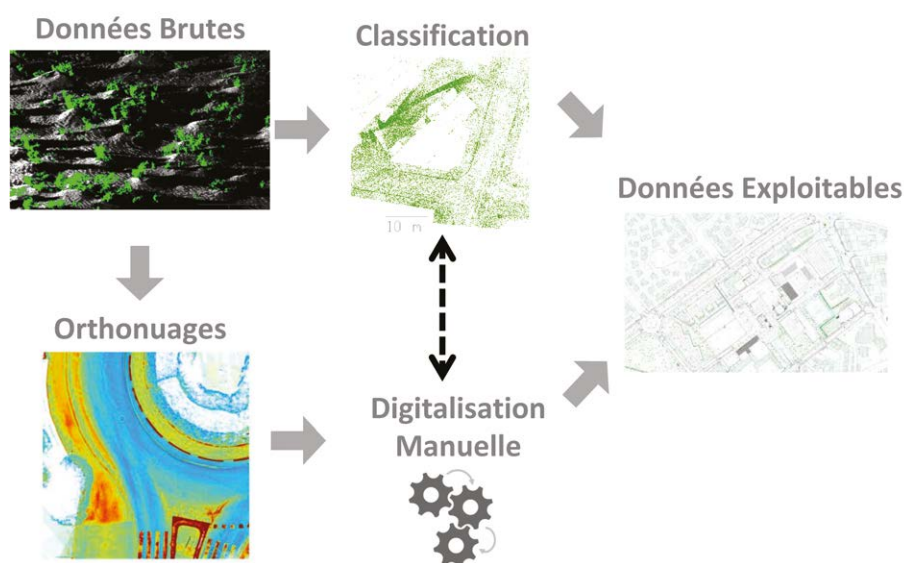 Données Brutes
Classification
10 m
Données Exploitables
Orthonuages
Digitalisation
Manuelle